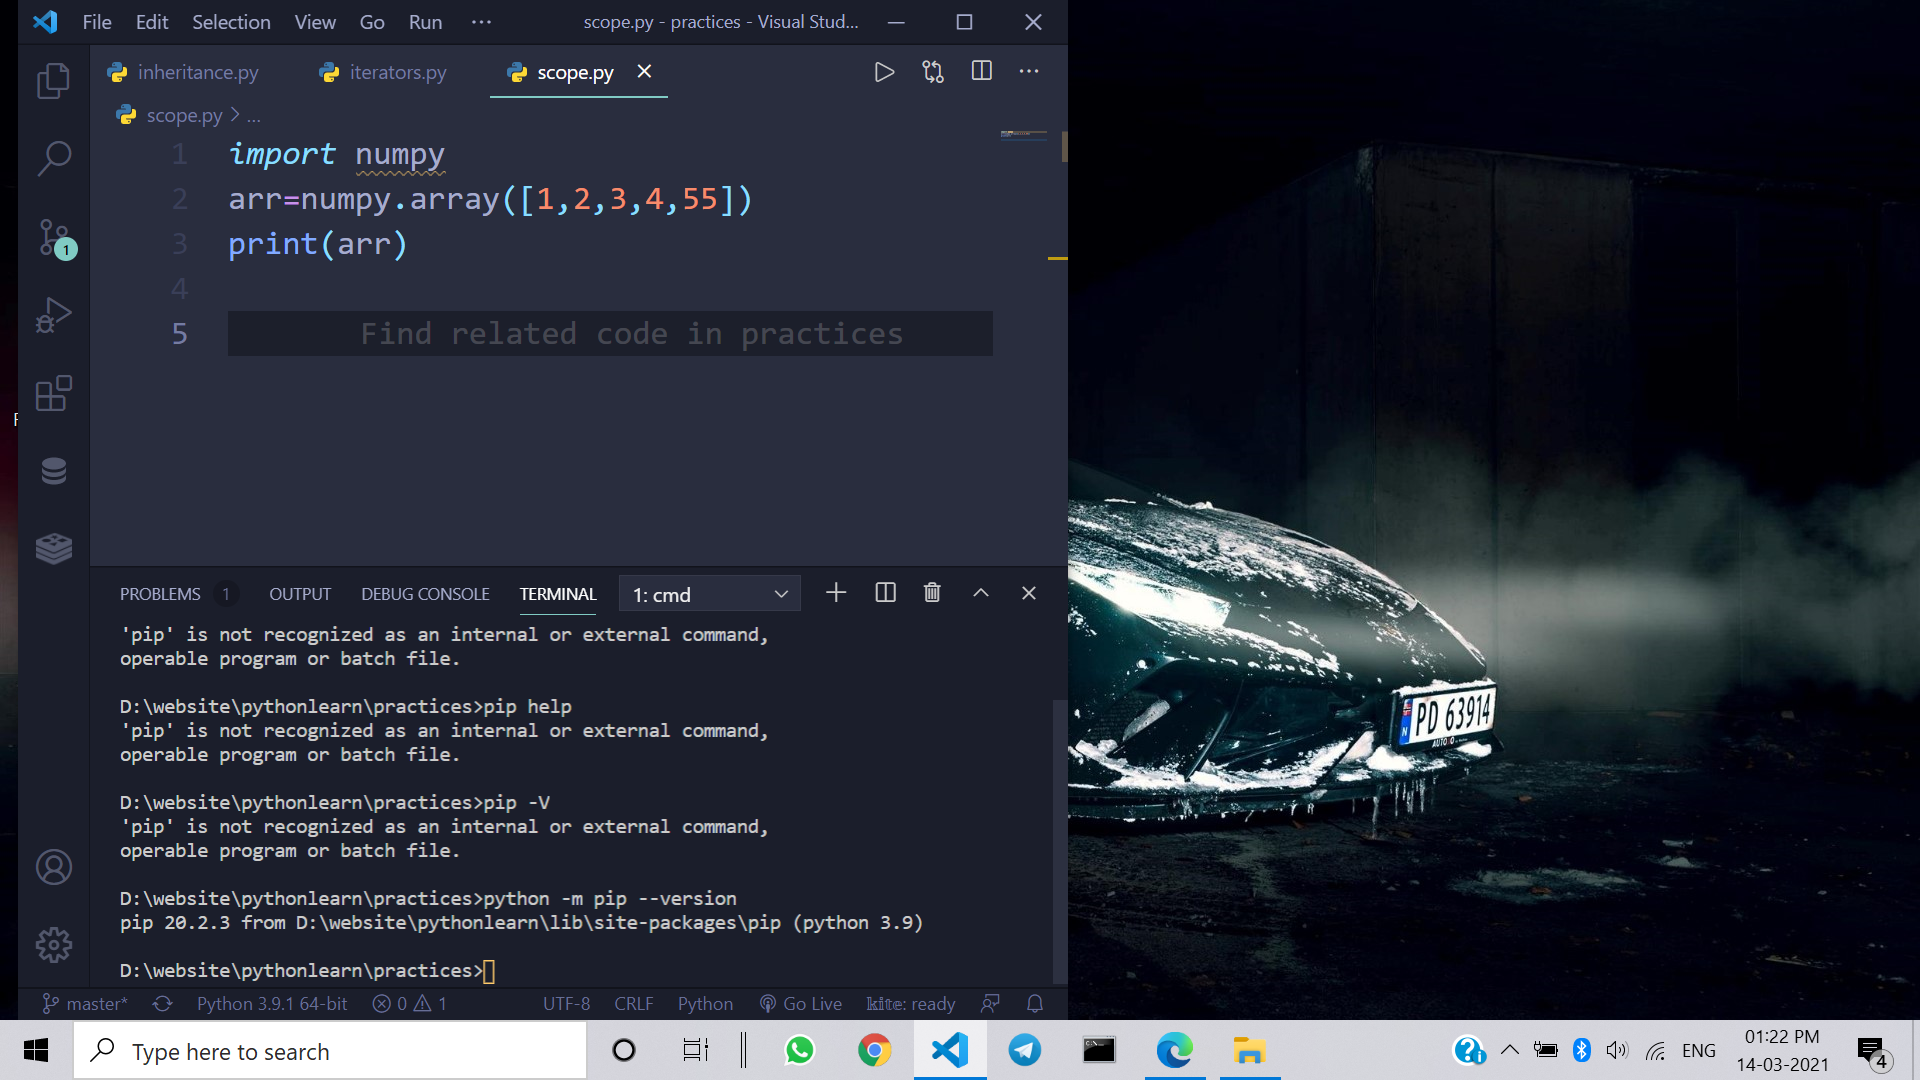 File Edit Selection View Go Run ··· scope.py - practices - Visual Stud...
inheritance.py iterators.py scope.py
scope.py > ...
1 import numpy
2 arr=numpy.array([1,2,3,4,55])
3 print(arr)
4
5 Find related code in practices
1
PROBLEMS 1 OUTPUT DEBUG CONSOLE TERMINAL 1: cmd
'pip' is not recognized as an internal or external command,
operable program or batch file.
D:\website\pythonlearn\practices>pip help
'pip' is not recognized as an internal or external command,
operable program or batch file.
D:\website\pythonlearn\practices>pip -V
'pip' is not recognized as an internal or external command,
operable program or batch file.
D:\website\pythonlearn\practices>python -m pip --version
pip 20.2.3 from D:\website\pythonlearn\lib\site-packages\pip (python 3.9)
D:\website\pythonlearn\practices>
master* Python 3.9.1 64-bit 0 1 UTF-8 CRLF Python Go Live kite: ready
PD 63914
N
Type here to search
ENG
01:22 PM
14-03-2021
4